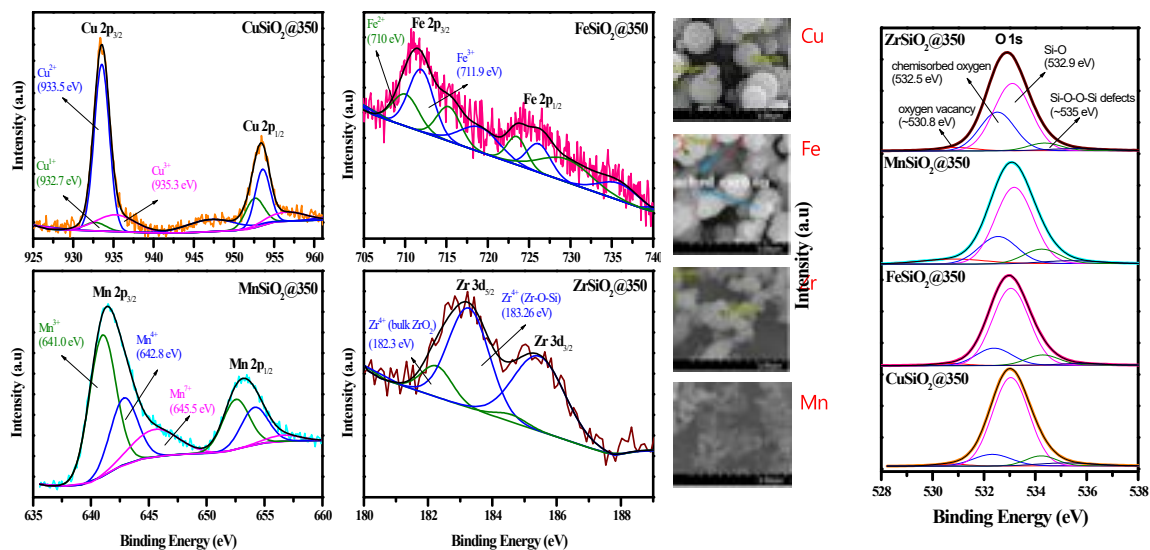 Cu 2p3/2
CuSiO2@350
Cu2+
(933.5 eV)
Cu 2p1/2
Cu1+
(932.7 eV)
Cu3+
(935.3 eV)
Intensity (a.u)
925 930 935 940 945 950 955 960
Fe2+
(710 eV)
Fe 2p3/2
FeSiO2@350
Fe3+
(711.9 eV)
Fe 2p1/2
Intensity (a.u)
705 710 715 720 725 730 735 740
Mn 2p3/2
MnSiO2@350
Mn3+
(641.0 eV)
Mn4+
(642.8 eV)
Mn 2p1/2
Mn7+
(645.5 eV)
Intensity (a.u)
635 640 645 650 655 660
Binding Energy (eV)
Zr 3d5/2
ZrSiO2@350
Zr4+ (Zr-O-Si)
(183.26 eV)
Zr4+ (bulk ZrO2)
(182.3 eV)
Zr 3d3/2
Intensity (a.u)
180 182 184 186 188
Binding Energy (eV)
Cu
Fe
Mn
Intensity (a.u)
ZrSiO2@350
O 1s
Si-O
(532.9 eV)
chemisorbed oxygen
(532.5 eV)
oxygen vacancy
(~530.8 eV)
Si-O-O-Si defects
(~535 eV)
MnSiO2@350
FeSiO2@350
CuSiO2@350
528 530 532 534 536 538
Binding Energy (eV)